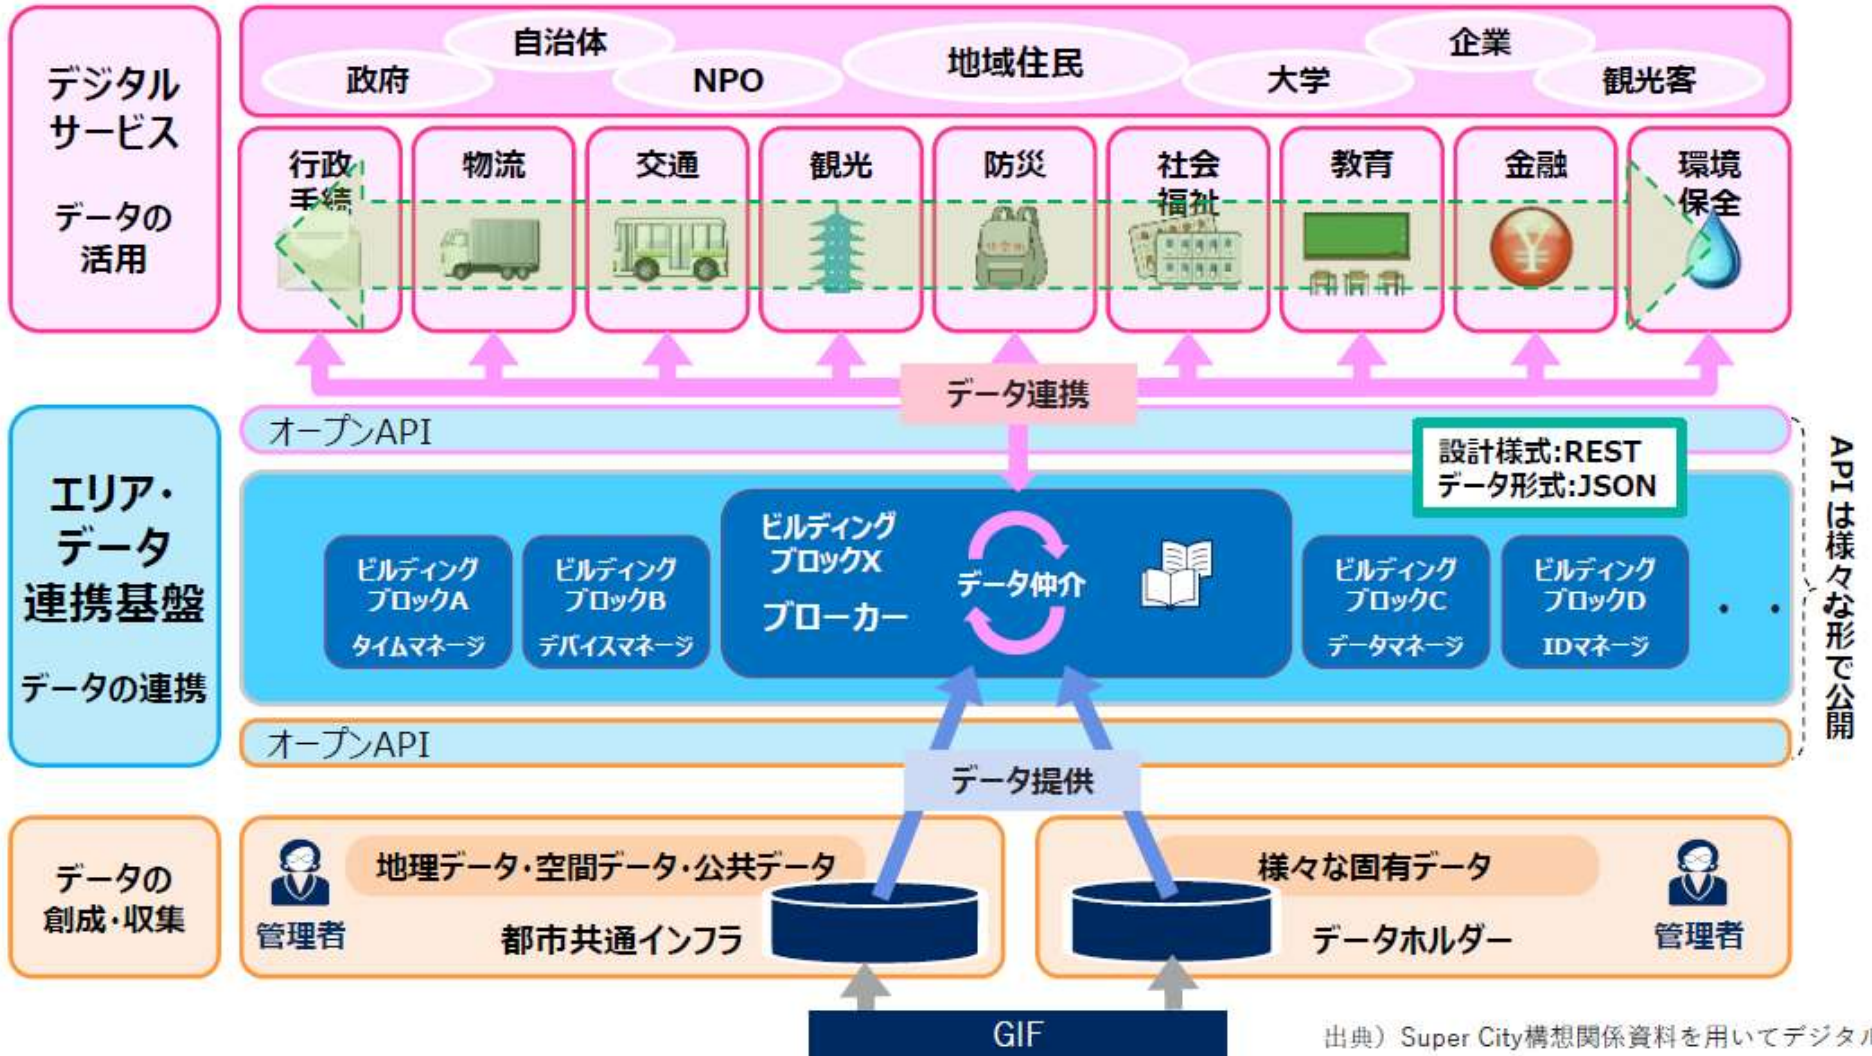 デジタル
サービス
データの
活用
政府
自治体
NPO
地域住民
大学
企業
観光客
行政
手続
物流
交通
観光
防災
社会
福祉
教育
金融
環境
保全
データ連携
エリア・
データ
連携基盤
データの連携
オープンAPI
設計様式:REST
データ形式:JSON
ビルディング
ブロックA
タイムマネージ
ビルディング
ブロックB
デバイスマネージ
ビルディング
ブロックX
ブローカー
データ仲介
ビルディング
ブロックC
データマネージ
ビルディング
ブロックD
IDマネージ
・・
APIは様々な形で公開
オープンAPI
データ提供
データの
創成・収集
管理者
地理データ・空間データ・公共データ
都市共通インフラ
様々な固有データ
データホルダー
管理者
GIF
出典）Super City構想関係資料を用いてデジタル